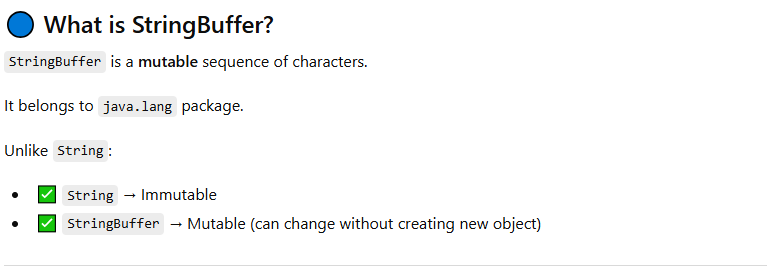 🔵 What is StringBuffer?
StringBuffer is a mutable sequence of characters.
It belongs to java.lang package.
Unlike String:
• ✅ String → Immutable
• ✅ StringBuffer → Mutable (can change without creating new object)